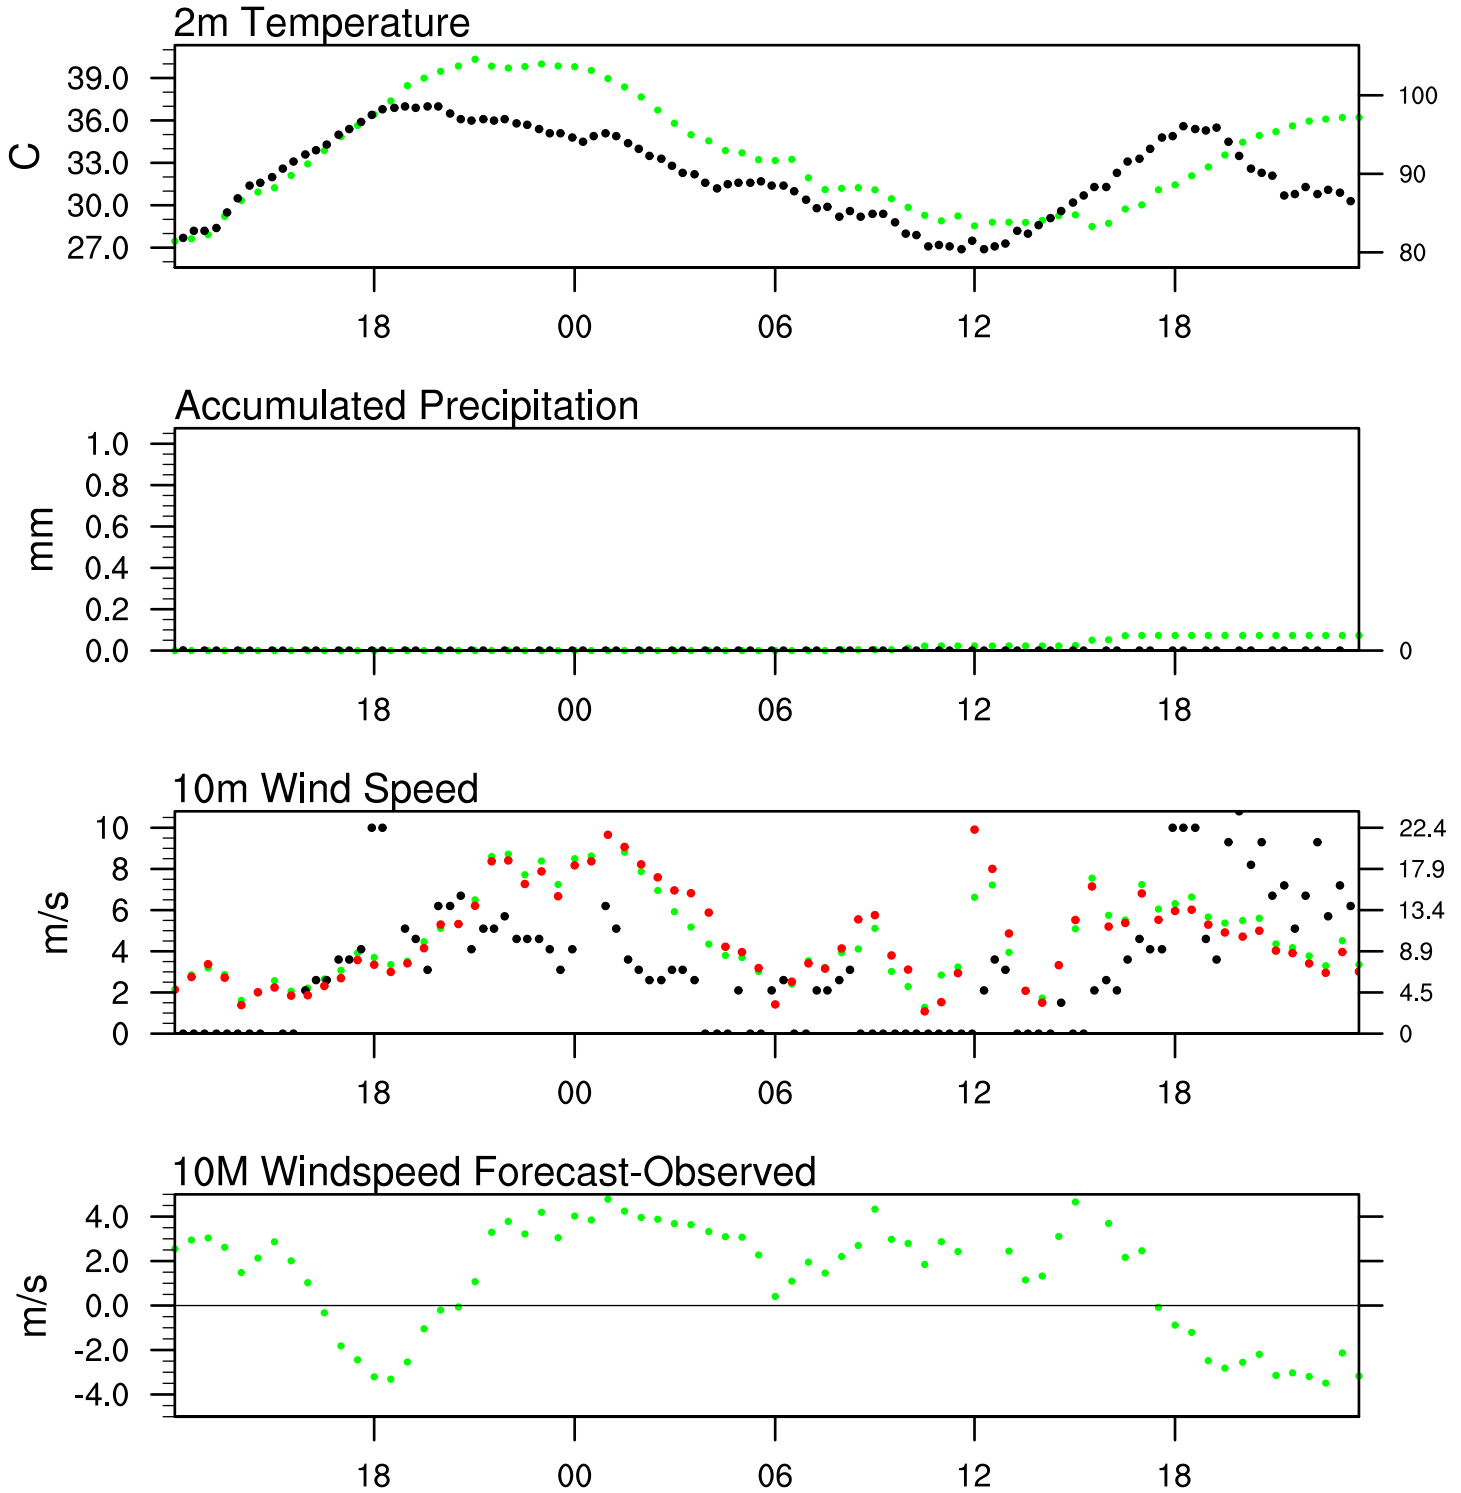 2m Temperature
39.0
36.0
33.0
30.0
27.0
C
100
90
80
18 00 06 12 18
Accumulated Precipitation
1.0
0.8
0.6
0.4
0.2
0.0
mm
0
18 00 06 12 18
10m Wind Speed
10
8
6
4
2
0
m/s
22.4
17.9
13.4
8.9
4.5
0
18 00 06 12 18
10M Windspeed Forecast-Observed
4.0
2.0
0.0
-2.0
-4.0
m/s
18 00 06 12 18